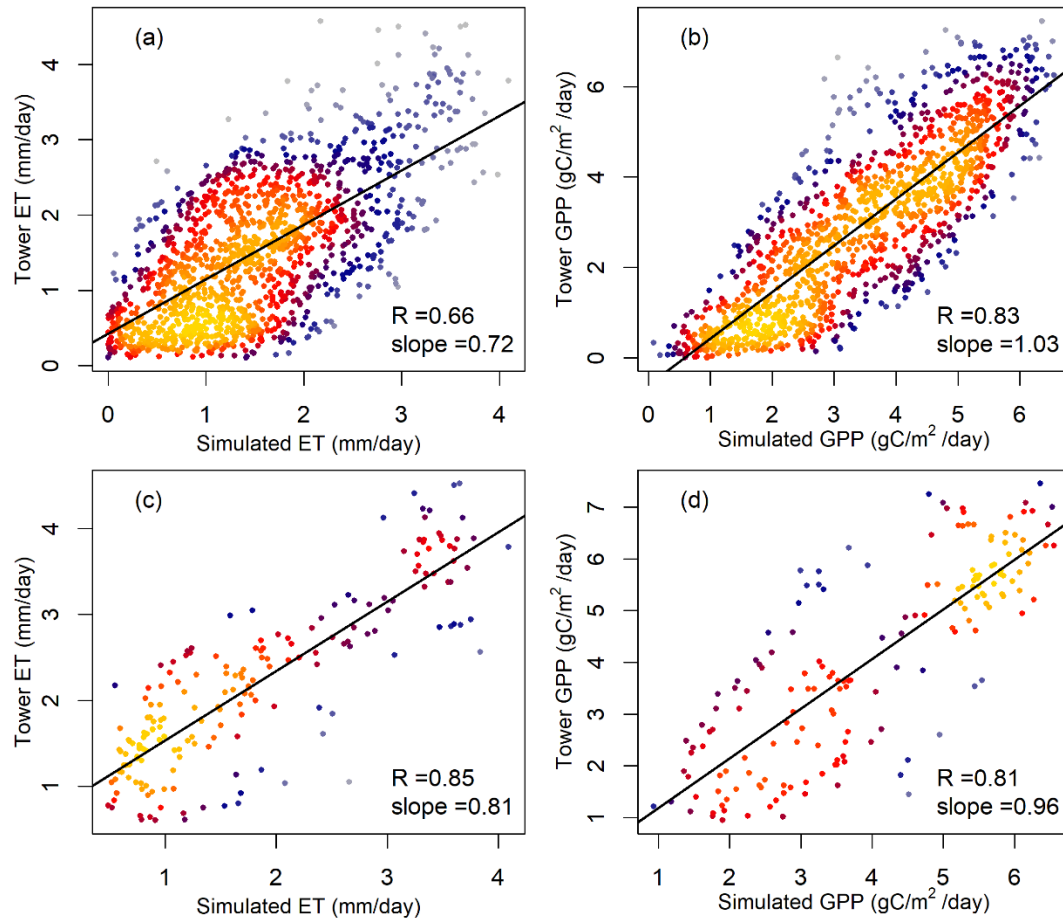 (a)
Tower ET (mm/day)
0 1 2 3 4
R =0.66
slope =0.72
0 1 2 3 4
Simulated ET (mm/day)
(b)
Tower GPP (gC/m² /day)
0 2 4 6
R =0.83
slope =1.03
0 1 2 3 4 5 6
Simulated GPP (gC/m² /day)
(c)
Tower ET (mm/day)
1 2 3 4
R =0.85
slope =0.81
1 2 3 4
Simulated ET (mm/day)
(d)
Tower GPP (gC/m² /day)
1 2 3 4 5 6 7
R =0.81
slope =0.96
1 2 3 4 5 6
Simulated GPP (gC/m² /day)